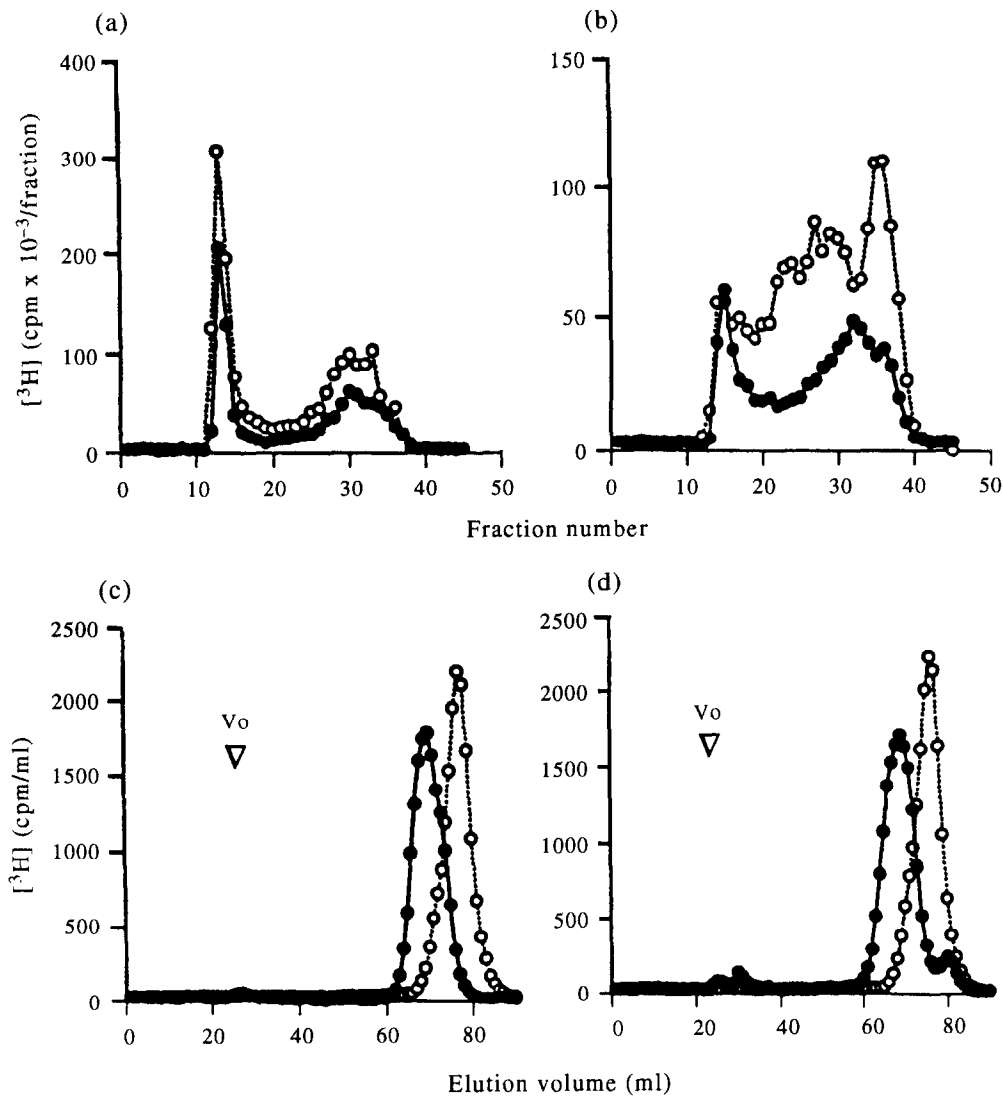 (a)
(b)
[³H] (cpm x 10⁻³/fraction)
400
300
200
100
0
0 10 20 30 40 50
150
100
50
0
0 10 20 30 40 50
Fraction number
(c)
(d)
[³H] (cpm/ml)
2500
2000
1500
1000
500
0
Vo
0 20 40 60 80
2500
2000
1500
1000
500
0
Vo
0 20 40 60 80
Elution volume (ml)